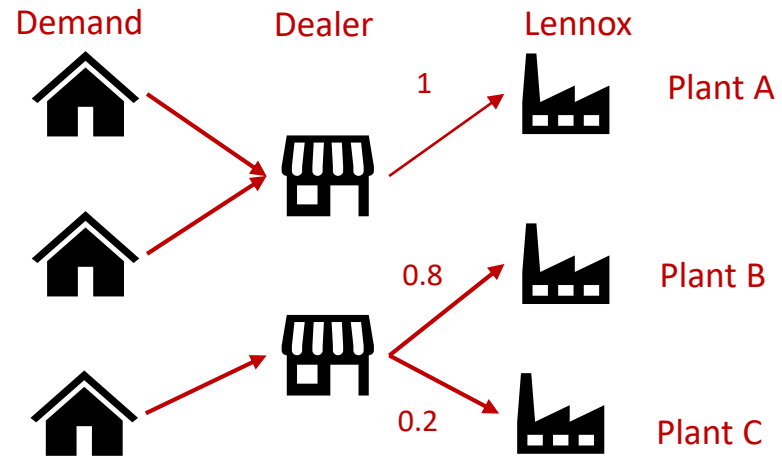 Demand
Dealer
Lennox
1
Plant A
0.8
Plant B
0.2
Plant C